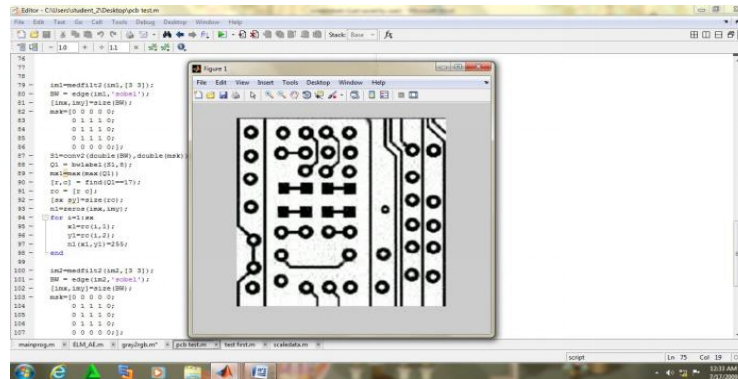 Editor - C:\Users\student_2\Desktop\pcb test.m
File Edit Text Go Cell Tools Debug Desktop Window Help
Stack: Base
- 1.0 + ÷ 1.1 ×
76
77
78
79 - im1=medfilt2(im1,[3 3]);
80 - BW = edge(im1,'sobel');
81 - [imx,imy]=size(BW);
82 - msk=[0 0 0 0 0;
83 0 1 1 1 0;
84 0 1 1 1 0;
85 0 1 1 1 0;
86 0 0 0 0 0;];
87 - S1=conv2(double(BW),double(msk)
88 - Q1 = bwlabel(S1,8);
89 - mx1=max(max(Q1))
90 - [r,c] = find(Q1==17);
91 - rc = [r c];
92 - [sx sy]=size(rc);
93 - n1=zeros(imx,imy);
94 - for i=1:sx
95 - x1=rc(i,1);
96 - y1=rc(i,2);
97 - n1(x1,y1)=255;
98 - end
99
100 - im2=medfilt2(im2,[3 3]);
101 - BW = edge(im2,'sobel');
102 - [imx,imy]=size(BW);
103 - msk=[0 0 0 0 0;
104 0 1 1 1 0;
105 0 1 1 1 0;
106 0 1 1 1 0;
107 0 0 0 0 0;];
Figure 1
File Edit View Insert Tools Desktop Window Help
mainprog.m × ELM_AE.m × gray2rgb.m* × pcb test.m × test first.m × scaledata.m ×
script Ln 75 Col 19
12:33 AM